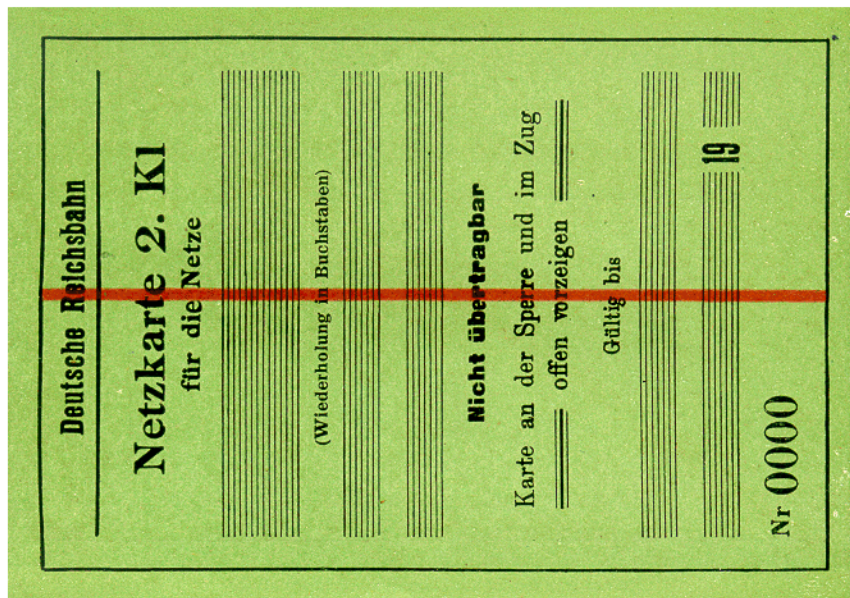 Deutsche Reichsbahn
Netzkarte 2. Kl
für die Netze
(Wiederholung in Buchstaben)
Nicht übertragbar
Karte an der Sperre und im Zug
offen vorzeigen
Gültig bis
19
Nr 0000